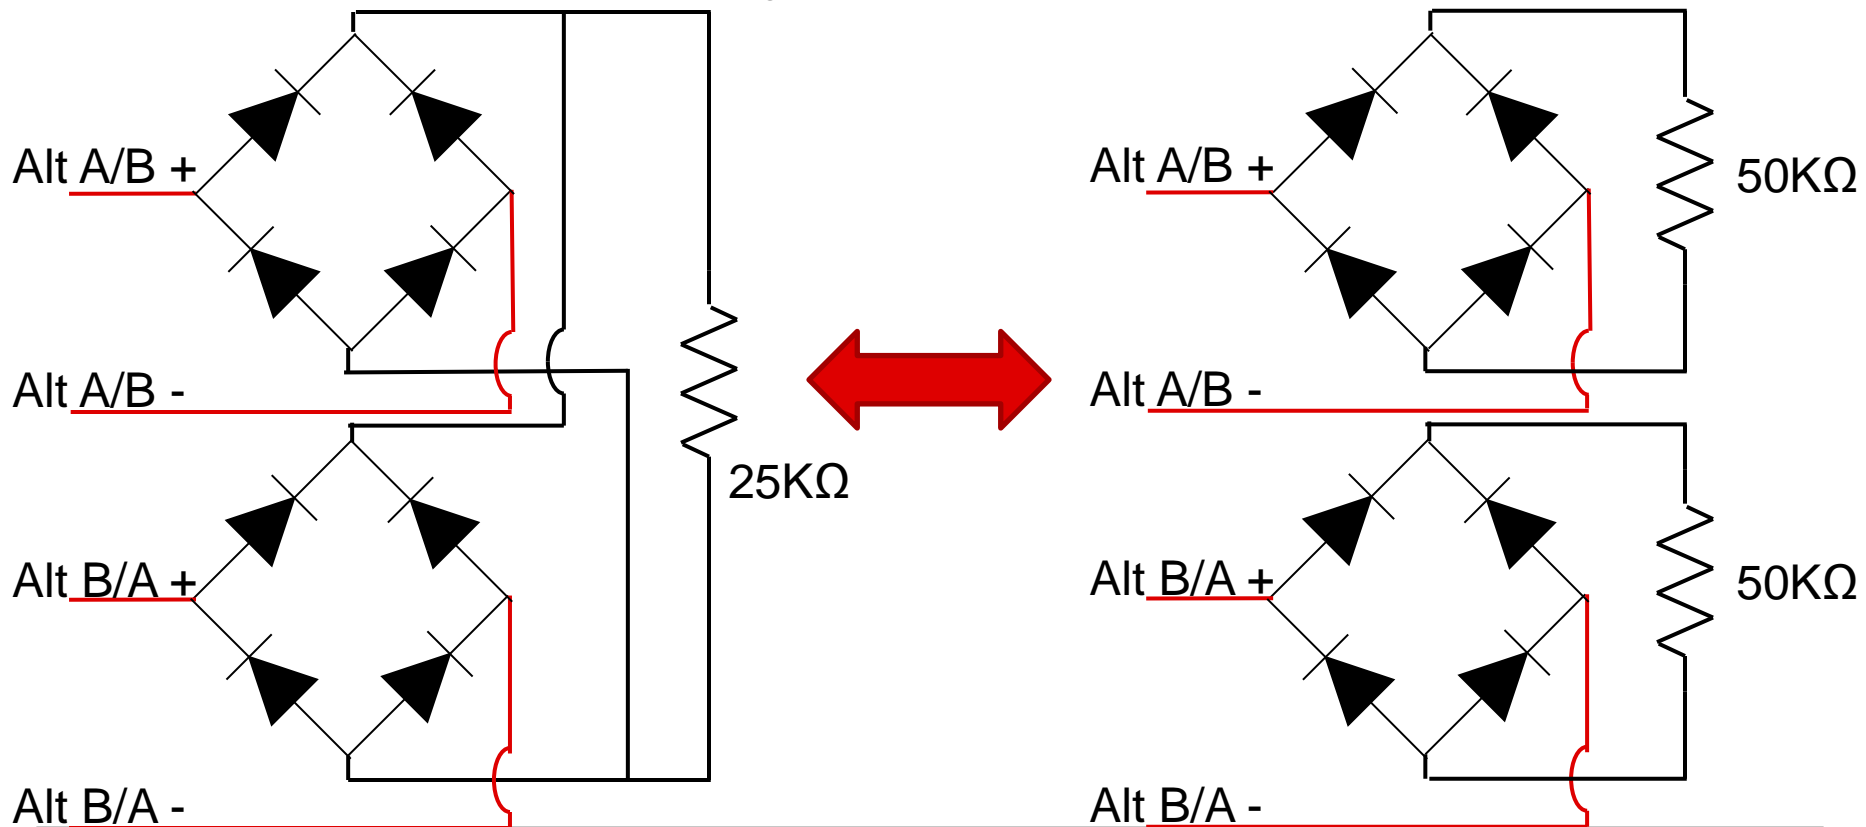 Alt A/B +
Alt A/B -
25KΩ
Alt B/A +
Alt B/A -
Alt A/B +
50KΩ
Alt A/B -
Alt B/A +
50KΩ
Alt B/A -